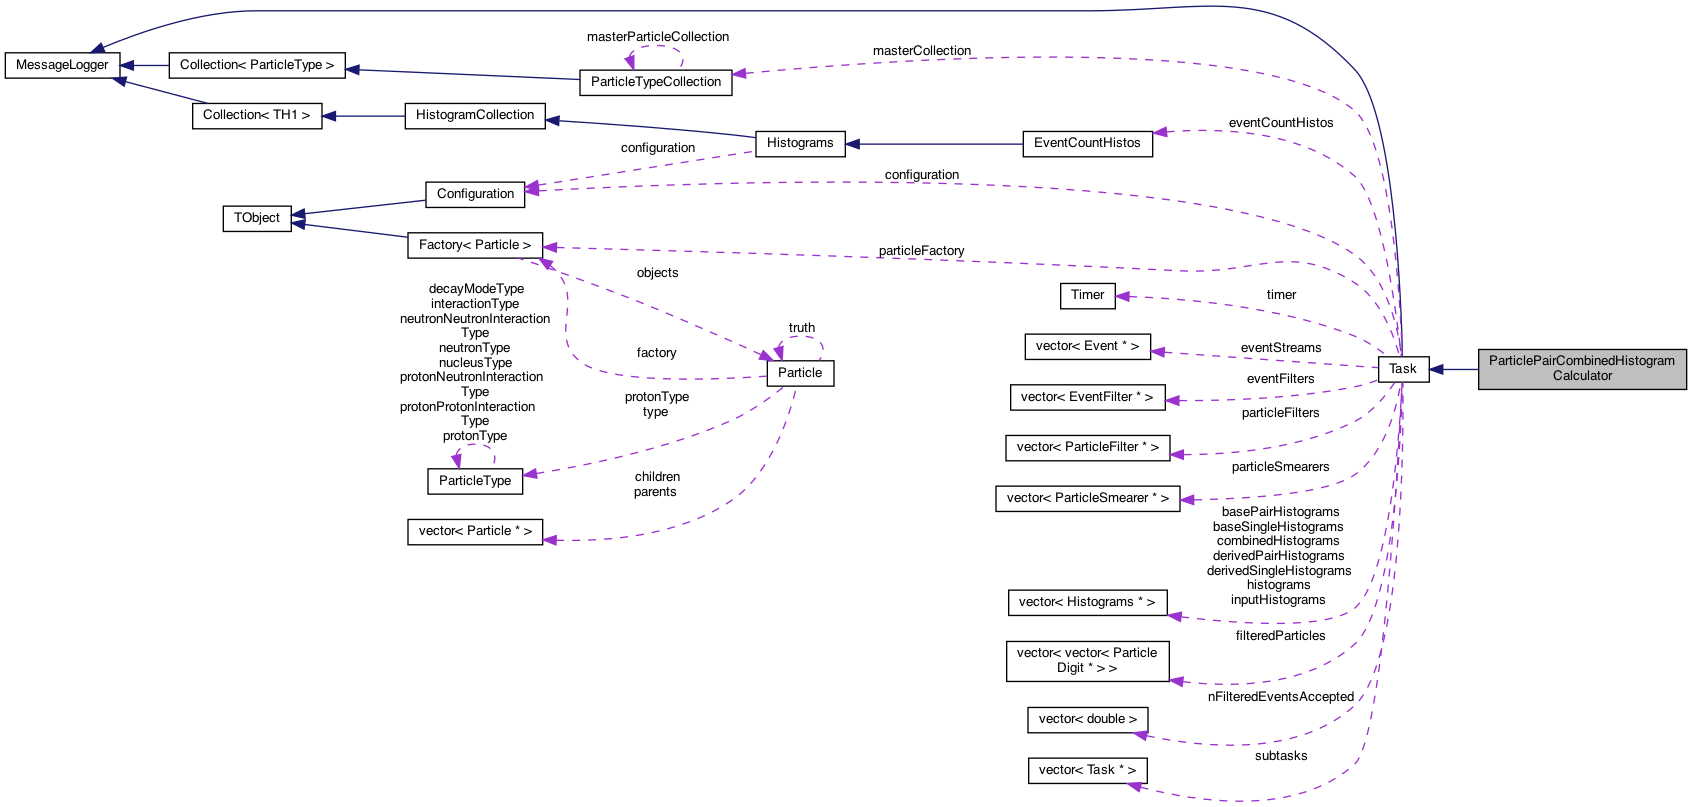 masterParticleCollection
masterCollection
MessageLogger
Collection< ParticleType >
ParticleTypeCollection
Collection< TH1 >
HistogramCollection
eventCountHistos
Histograms
EventCountHistos
configuration
configuration
Configuration
TObject
Factory< Particle >
particleFactory
objects
decayModeType
interactionType
neutronNeutronInteraction
Type
neutronType
nucleusType
protonNeutronInteraction
Type
protonProtonInteraction
Type
protonType
truth
factory
Particle
protonType
type
ParticleType
children
parents
vector< Particle * >
timer
Timer
eventStreams
vector< Event * >
Task
ParticlePairCombinedHistogram
Calculator
eventFilters
vector< EventFilter * >
particleFilters
vector< ParticleFilter * >
particleSmearers
vector< ParticleSmearer * >
basePairHistograms
baseSingleHistograms
combinedHistograms
derivedPairHistograms
derivedSingleHistograms
histograms
inputHistograms
vector< Histograms * >
filteredParticles
vector< vector< Particle
Digit * > >
nFilteredEventsAccepted
vector< double >
subtasks
vector< Task * >